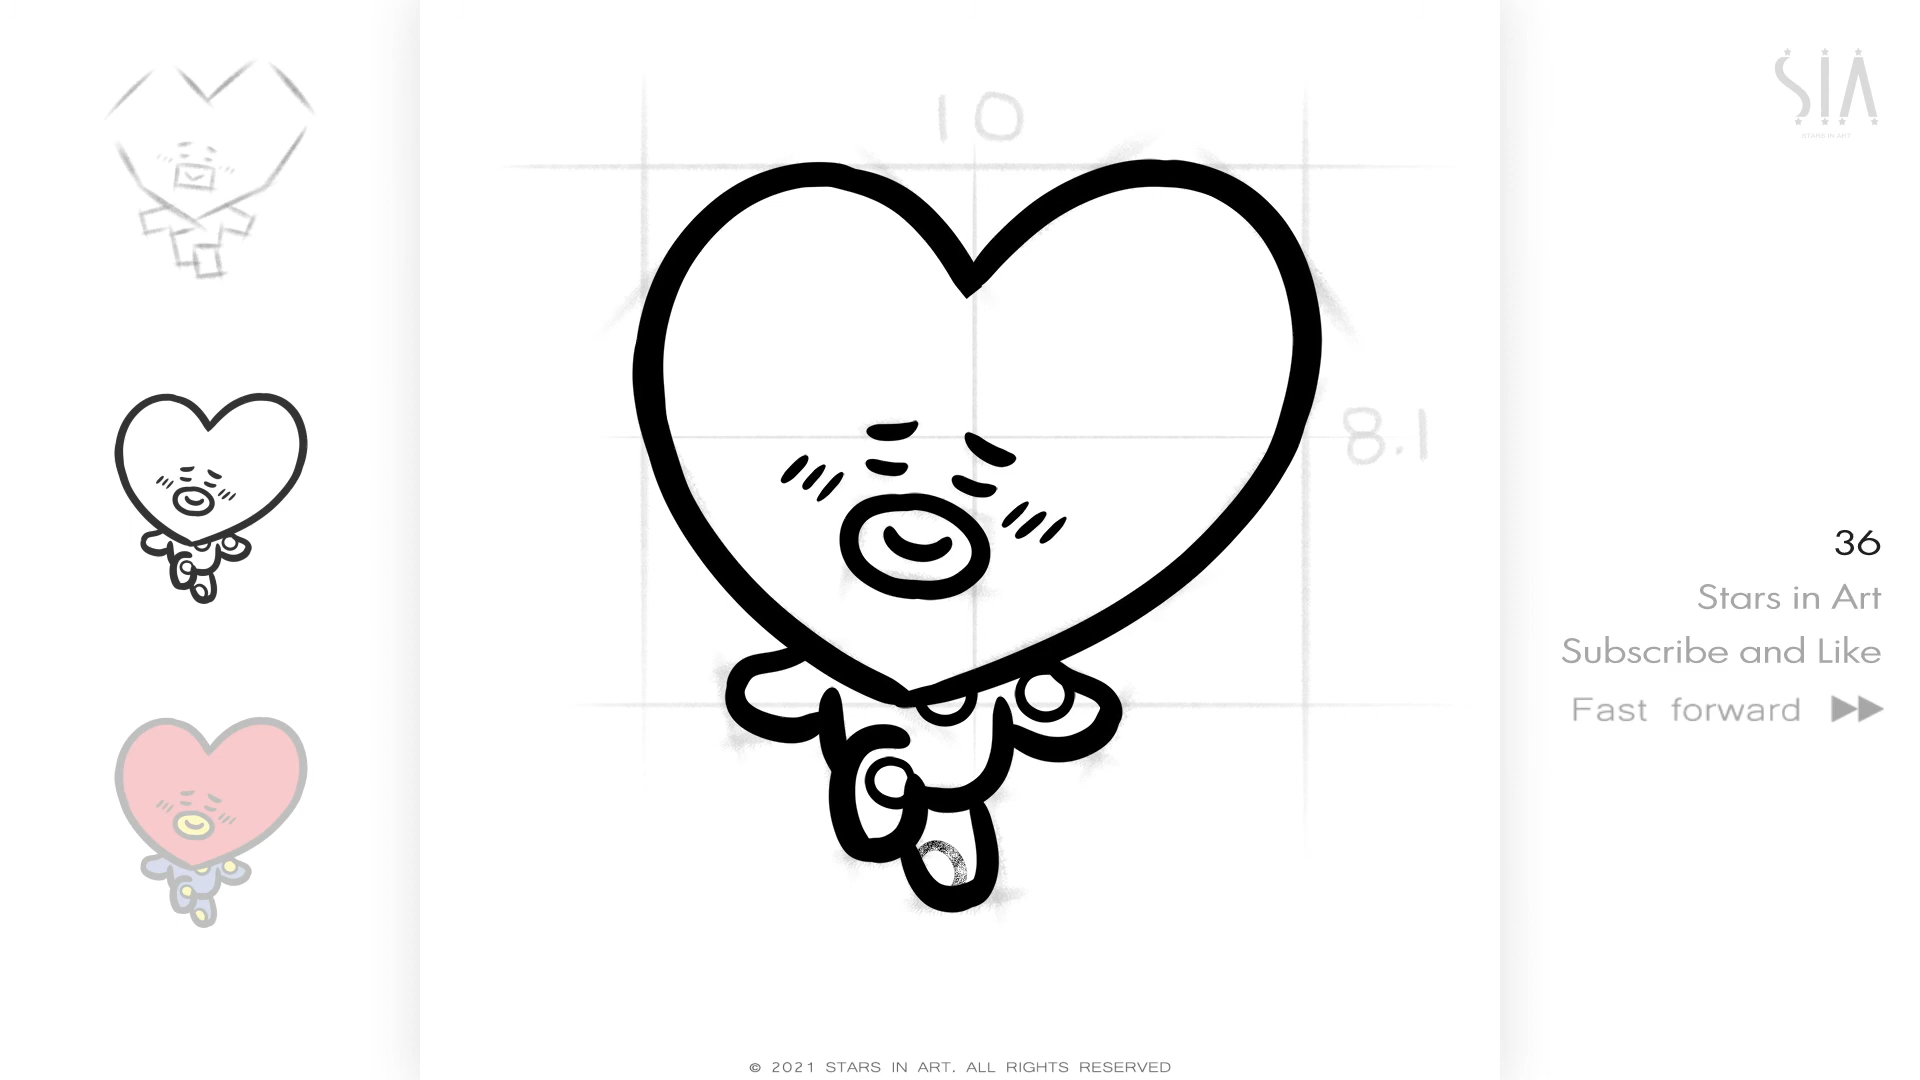 10
8.1
SIA
STARS IN ART
36
Stars in Art
Subscribe and Like
Fast forward
© 2021 STARS IN ART. ALL RIGHTS RESERVED